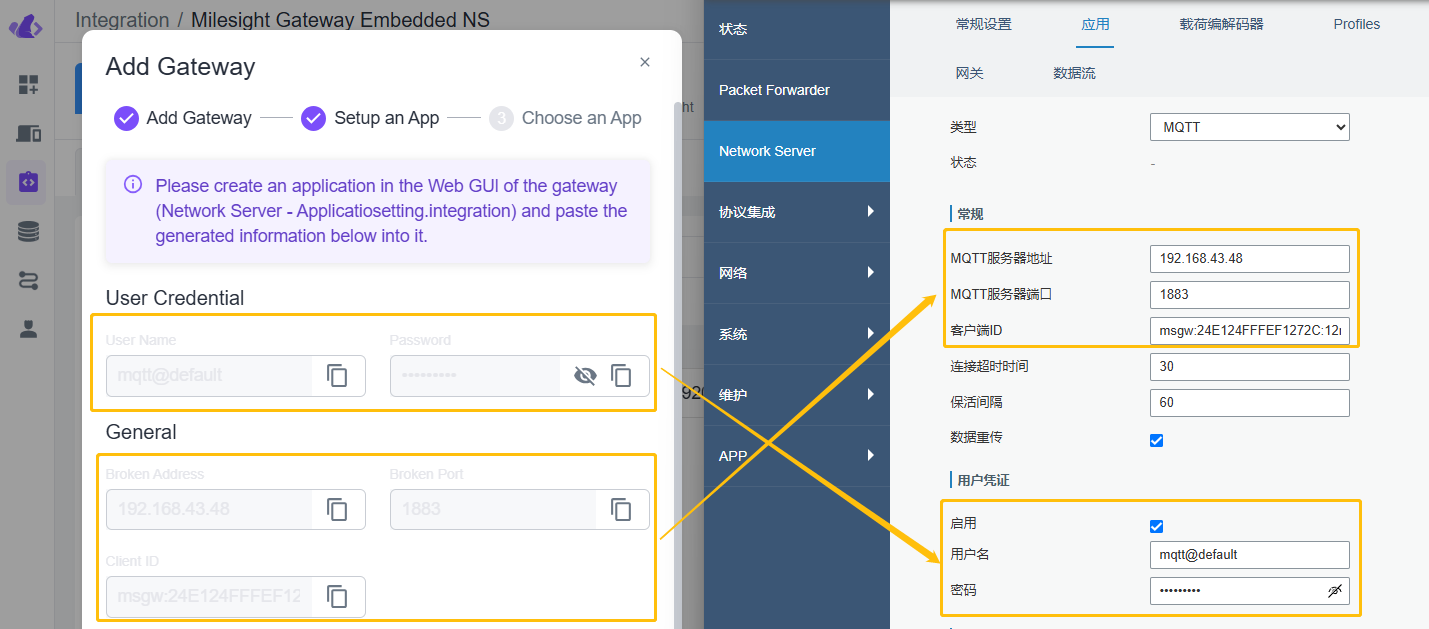 Integration / Milesight Gateway Embedded NS
Add Gateway
Add Gateway
Setup an App
3
Choose an App
Please create an application in the Web GUI of the gateway
(Network Server - Applicatiosetting.integration) and paste the
generated information below into it.
User Credential
User Name
Password
mqtt@default
•••••••••
General
Broken Address
Broken Port
192.168.43.48
1883
Client ID
msgw:24E124FFFEF12
ht
920
状态
Packet Forwarder
Network Server
协议集成
网络
系统
维护
APP
常规设置
应用
载荷编解码器
Profiles
网关
数据流
类型
MQTT
状态
-
常规
MQTT服务器地址
192.168.43.48
MQTT服务器端口
1883
客户端ID
msgw:24E124FFFEF1272C:12
连接超时时间
30
保活间隔
60
数据重传
用户凭证
启用
用户名
mqtt@default
密码
•••••••••